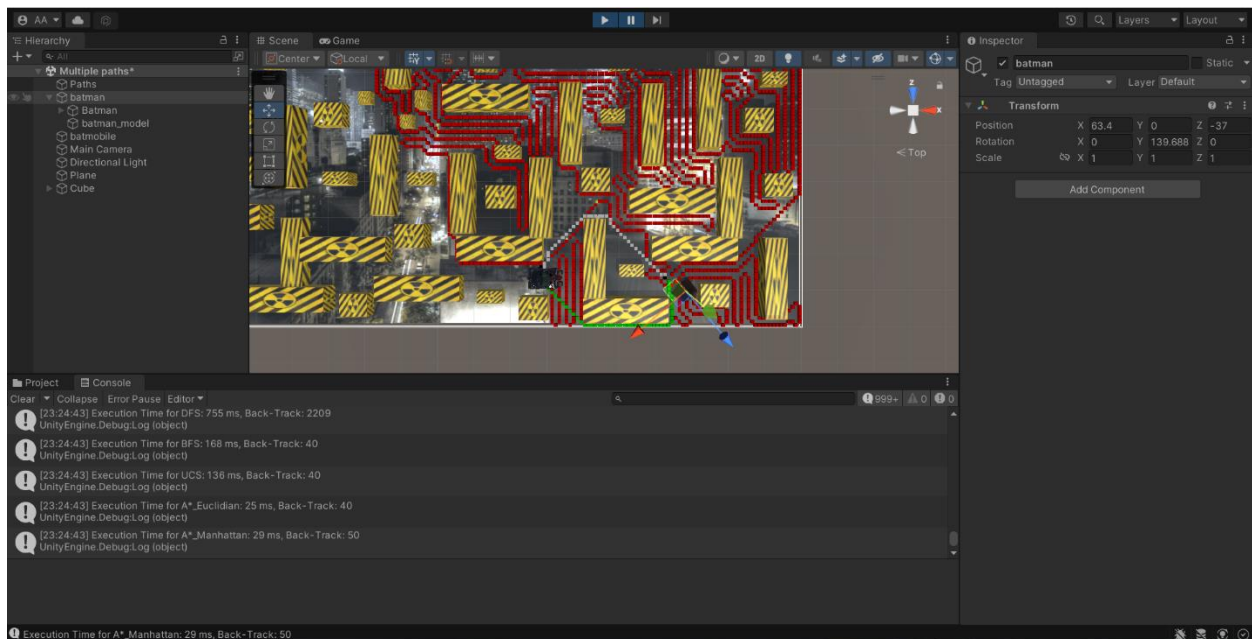 AA
Layers
Layout
Hierarchy
Scene
Game
Inspector
All
Center
Local
2D
batman
Static
Multiple paths*
Tag Untagged
Layer Default
Paths
batman
Batman
batman_model
batmobile
Main Camera
Directional Light
Plane
Cube
z
x
Top
Transform
Position X 63.4 Y 0 Z -37
Rotation X 0 Y 139.688 Z 0
Scale X 1 Y 1 Z 1
Add Component
Project
Console
Clear Collapse Error Pause Editor
999+ 0 0
[23:24:43] Execution Time for DFS: 755 ms, Back-Track: 2209
UnityEngine.Debug:Log (object)
[23:24:43] Execution Time for BFS: 168 ms, Back-Track: 40
UnityEngine.Debug:Log (object)
[23:24:43] Execution Time for UCS: 136 ms, Back-Track: 40
UnityEngine.Debug:Log (object)
[23:24:43] Execution Time for A*_Euclidian: 25 ms, Back-Track: 40
UnityEngine.Debug:Log (object)
[23:24:43] Execution Time for A*_Manhattan: 29 ms, Back-Track: 50
UnityEngine.Debug:Log (object)
Execution Time for A*_Manhattan: 29 ms, Back-Track: 50